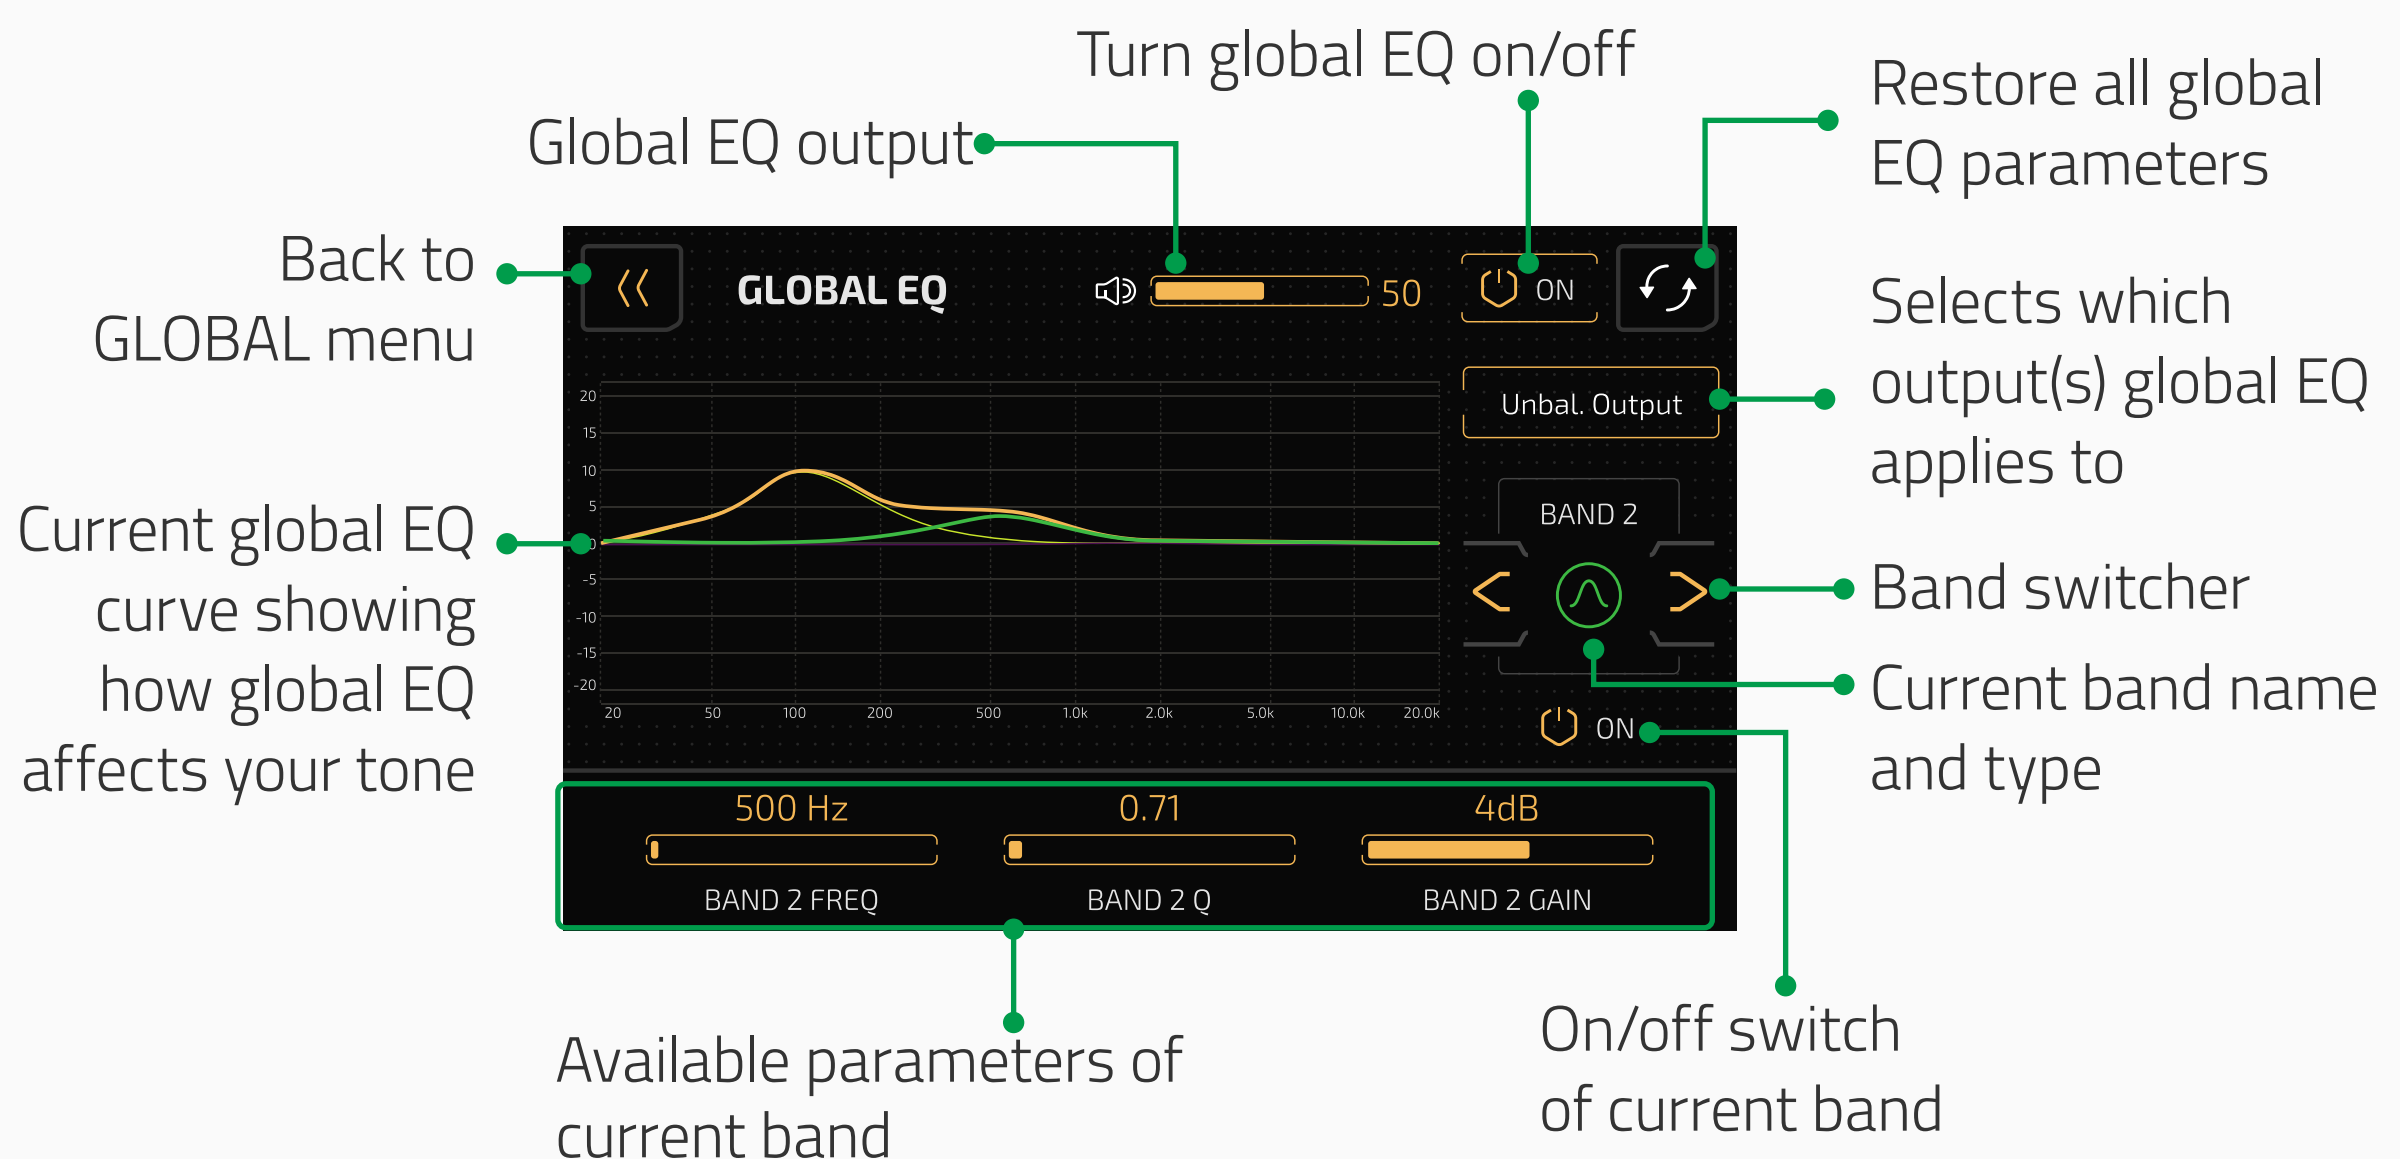 Turn global EQ on/off
Global EQ output
Restore all global
EQ parameters
Back to
GLOBAL menu
GLOBAL EQ
50
ON
Selects which
output(s) global EQ
applies to
Unbal. Output
Current global EQ
curve showing
how global EQ
affects your tone
20
15
10
5
0
-5
-10
-15
-20
20 50 100 200 500 1.0k 2.0k 5.0k 10.0k 20.0k
BAND 2
Band switcher
Current band name
and type
ON
500 Hz 0.71 4dB
BAND 2 FREQ BAND 2 Q BAND 2 GAIN
Available parameters of
current band
On/off switch
of current band